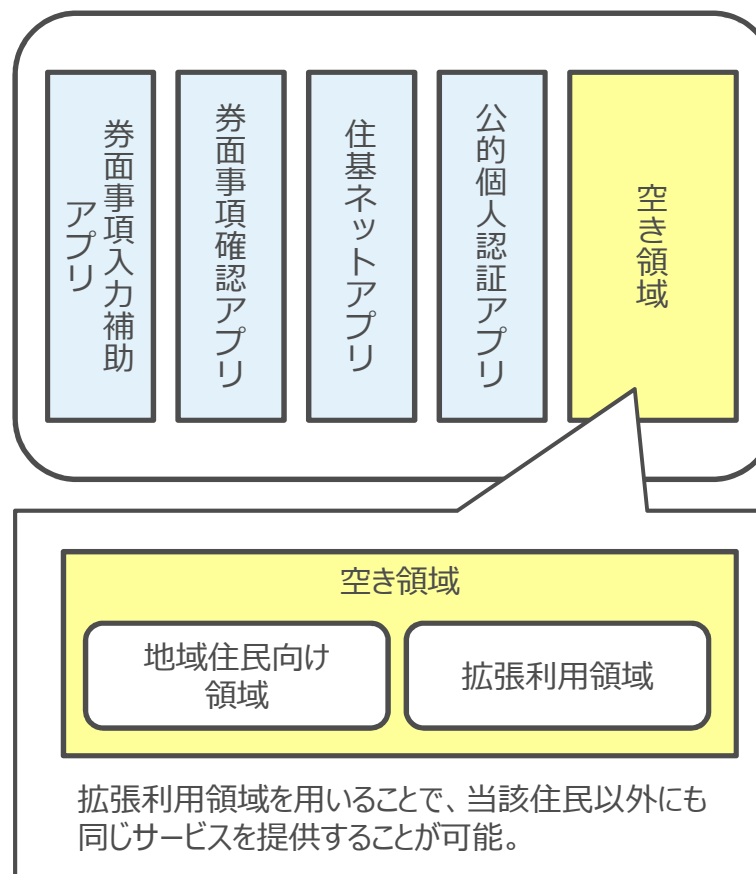 券面事項入力補助
アプリ
券面事項確認アプリ
住基ネットアプリ
公的個人認証アプリ
空き領域
空き領域
地域住民向け
領域
拡張利用領域
拡張利用領域を用いることで、当該住民以外にも
同じサービスを提供することが可能。